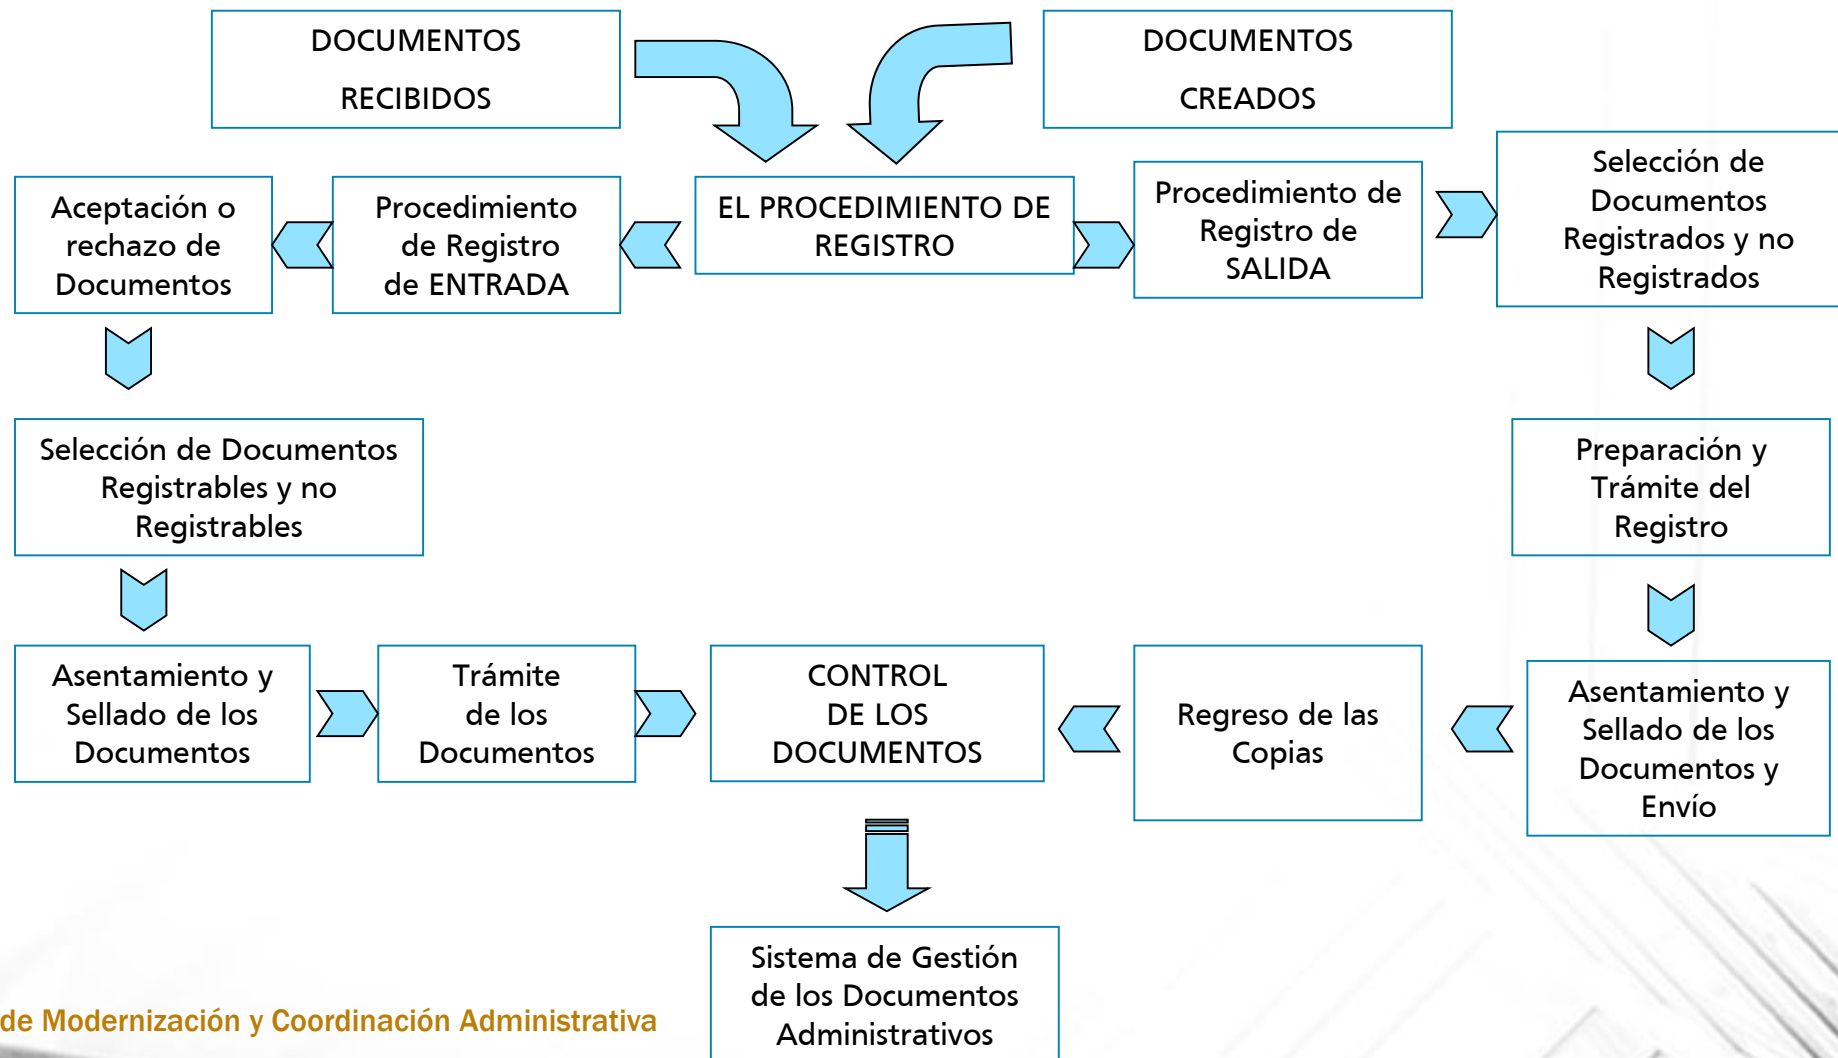 DOCUMENTOS
RECIBIDOS
DOCUMENTOS
CREADOS
Aceptación o
rechazo de
Documentos
Procedimiento
de Registro
de ENTRADA
EL PROCEDIMIENTO DE
REGISTRO
Procedimiento de
Registro de
SALIDA
Selección de
Documentos
Registrados y no
Registrados
Selección de Documentos
Registrables y no
Registrables
Preparación y
Trámite del
Registro
Asentamiento y
Sellado de los
Documentos
Trámite
de los
Documentos
CONTROL
DE LOS
DOCUMENTOS
Regreso de las
Copias
Asentamiento y
Sellado de los
Documentos y
Envío
Sistema de Gestión
de los Documentos
Administrativos
de Modernización y Coordinación Administrativa